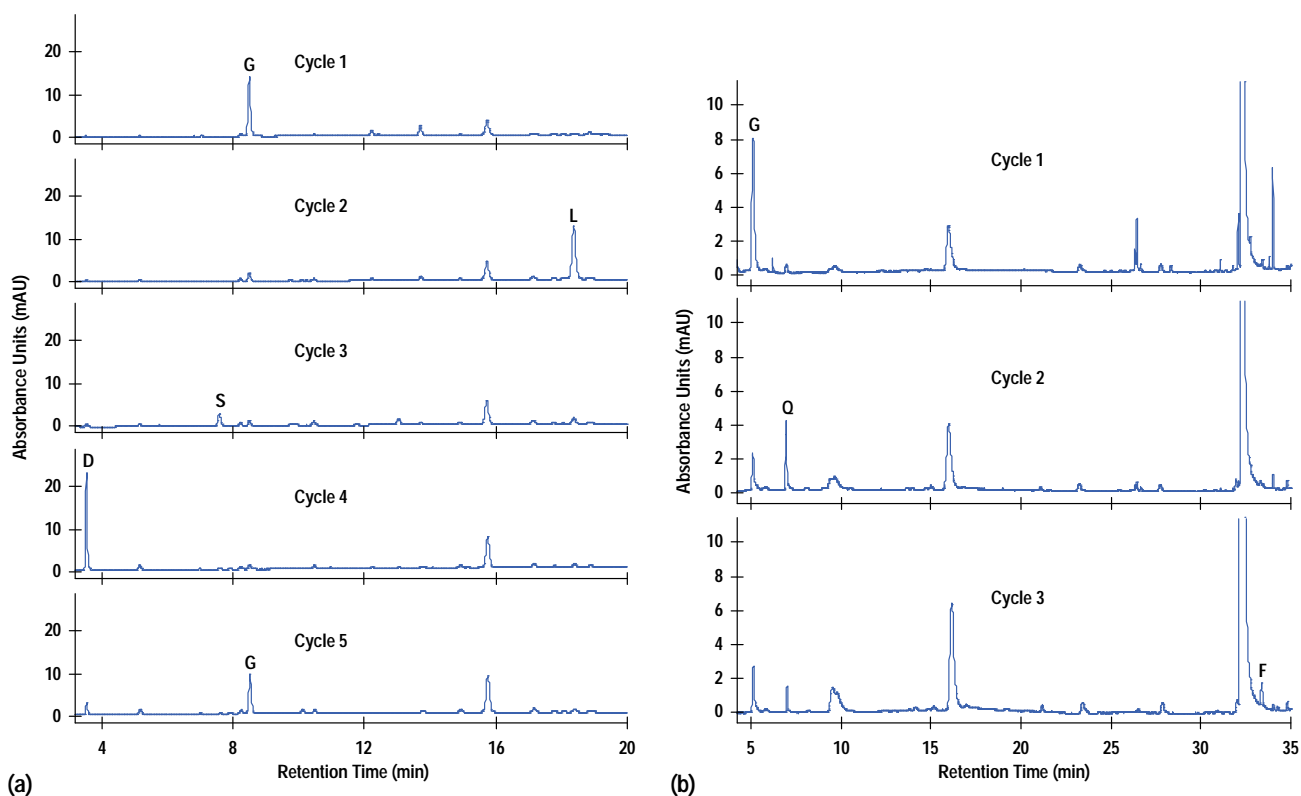 Absorbance Units (mAU)
20
10
0
G
Cycle 1
20
10
0
Cycle 2
L
20
10
0
Cycle 3
S
20
10
0
D
Cycle 4
20
10
0
Cycle 5
G
4 8 12 16 20
Retention Time (min)
(a)
Absorbance Units (mAU)
10
8
6
4
2
0
G
Cycle 1
10
8
6
4
2
0
Cycle 2
Q
10
8
6
4
2
0
Cycle 3
F
5 10 15 20 25 30 35
Retention Time (min)
(b)